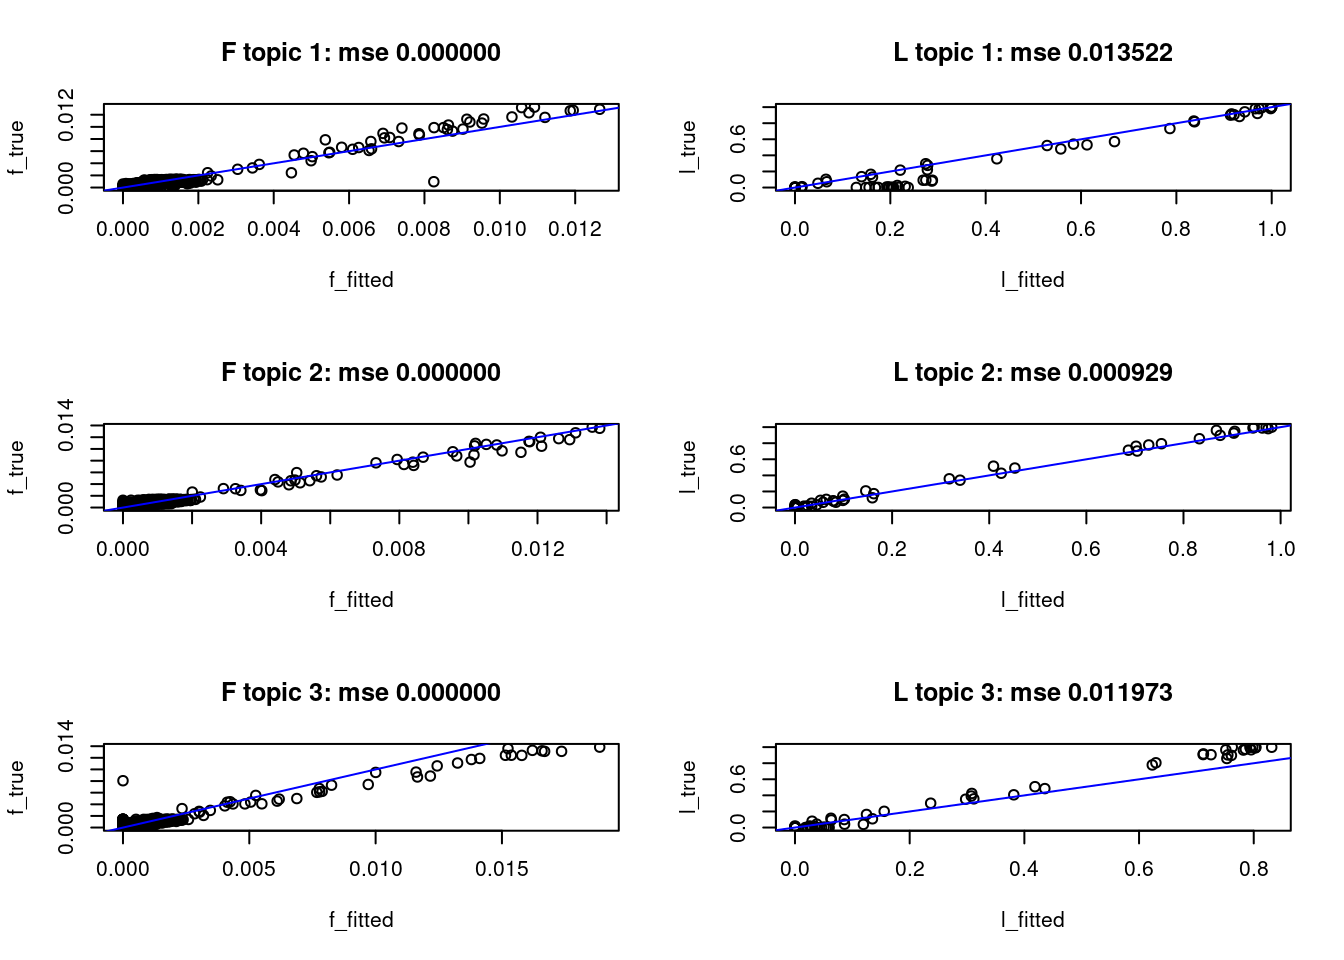 F topic 1: mse 0.000000
f_true
0.000 0.012
0.000 0.002 0.004 0.006 0.008 0.010 0.012
f_fitted
L topic 1: mse 0.013522
l_true
0.0 0.6
0.0 0.2 0.4 0.6 0.8 1.0
l_fitted
F topic 2: mse 0.000000
f_true
0.000 0.014
0.000 0.004 0.008 0.012
f_fitted
L topic 2: mse 0.000929
l_true
0.0 0.6
0.0 0.2 0.4 0.6 0.8 1.0
l_fitted
F topic 3: mse 0.000000
f_true
0.000 0.014
0.000 0.005 0.010 0.015
f_fitted
L topic 3: mse 0.011973
l_true
0.0 0.6
0.0 0.2 0.4 0.6 0.8
l_fitted